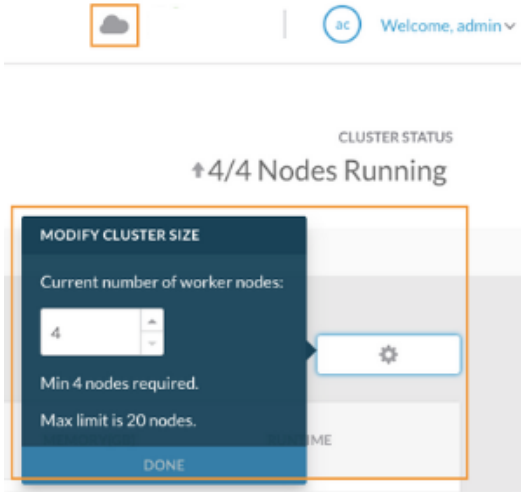 ac Welcome, admin
CLUSTER STATUS
4/4 Nodes Running
MODIFY CLUSTER SIZE
Current number of worker nodes:
4
Min 4 nodes required.
Max limit is 20 nodes.
DONE